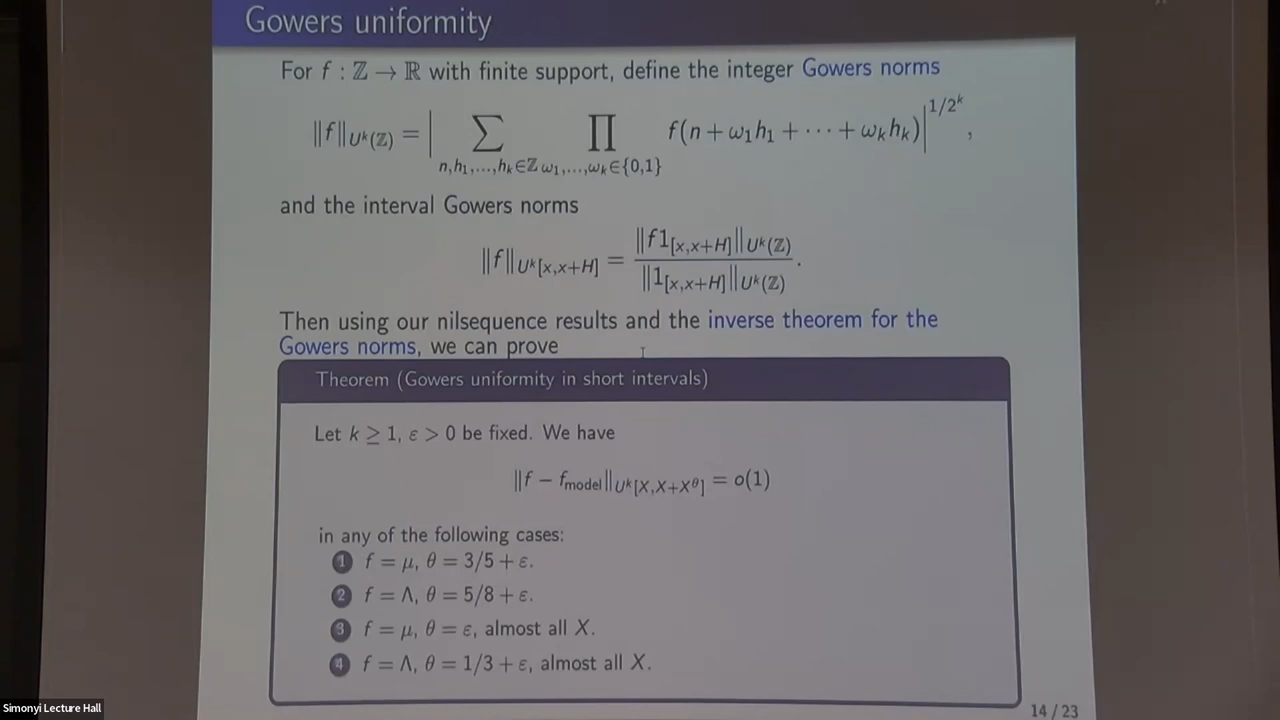 Gowers uniformity
For f : ℤ → ℝ with finite support, define the integer Gowers norms
‖f‖_{U^k(ℤ)} = | ∑_{n,h_1,…,h_k∈ℤ} ∏_{ω_1,…,ω_k∈{0,1}} f(n + ω_1h_1 + ⋯ + ω_kh_k) |^{1/2^k},
and the interval Gowers norms
‖f‖_{U^k[x,x+H]} = ‖f1_{[x,x+H]}‖_{U^k(ℤ)} / ‖1_{[x,x+H]}‖_{U^k(ℤ)}.
Then using our nilsequence results and the inverse theorem for the
Gowers norms, we can prove
Theorem (Gowers uniformity in short intervals)
Let k ≥ 1, ε > 0 be fixed. We have
‖f − f_{model}‖_{U^k[X,X+X^θ]} = o(1)
in any of the following cases:
1 f = μ, θ = 3/5 + ε.
2 f = Λ, θ = 5/8 + ε.
3 f = μ, θ = ε, almost all X.
4 f = Λ, θ = 1/3 + ε, almost all X.
14 / 23
Simonyi Lecture Hall